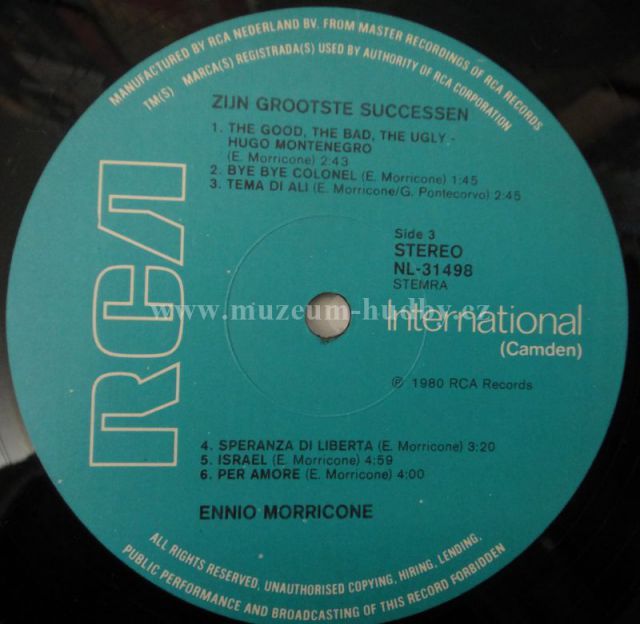 MANUFACTURED BY RCA NEDERLAND BV. FROM MASTER RECORDINGS OF RCA RECORDS
TM(S) MARCA(S) REGISTRADA(S) USED BY AUTHORITY OF RCA CORPORATION
ZIJN GROOTSTE SUCCESSEN
1. THE GOOD, THE BAD, THE UGLY -
HUGO MONTENEGRO
(E. Morricone) 2:43
2. BYE BYE COLONEL (E. Morricone) 1:45
3. TEMA DI ALI (E. Morricone/G. Pontecorvo) 2:45
RCA
Side 3
STEREO
NL-31498
STEMRA
www.muzeum-hudby.cz
International
(Camden)
℗ 1980 RCA Records
4. SPERANZA DI LIBERTA (E. Morricone) 3:20
5. ISRAEL (E. Morricone) 4:59
6. PER AMORE (E. Morricone) 4:00
ENNIO MORRICONE
ALL RIGHTS RESERVED, UNAUTHORISED COPYING, HIRING, LENDING,
PUBLIC PERFORMANCE AND BROADCASTING OF THIS RECORD FORBIDDEN